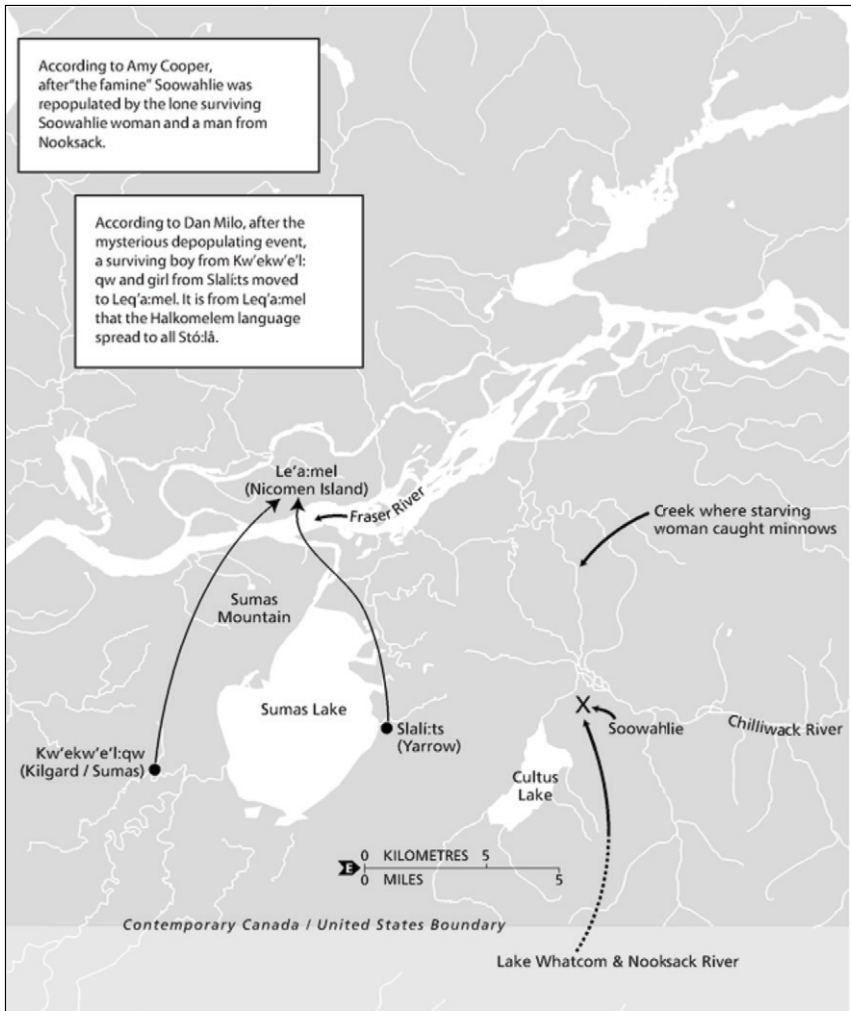 According to Amy Cooper,
after“the famine” Soowahlie was
repopulated by the lone surviving
Soowahlie woman and a man from
Nooksack.
According to Dan Milo, after the
mysterious depopulating event,
a surviving boy from Kw'ekw'e'l:
qw and girl from Slalí:ts moved
to Leq'a:mel. It is from Leq'a:mel
that the Halkomelem language
spread to all Stó:lå.
Le'a:mel
(Nicomen Island)
Fraser River
Creek where starving
woman caught minnows
Sumas
Mountain
Sumas Lake
Slalí:ts
(Yarrow)
Soowahlie
Chilliwack River
Kw'ekw'e'l:qw
(Kilgard / Sumas)
Cultus
Lake
X
0 KILOMETRES 5
E
0 MILES 5
Contemporary Canada / United States Boundary
Lake Whatcom & Nooksack River